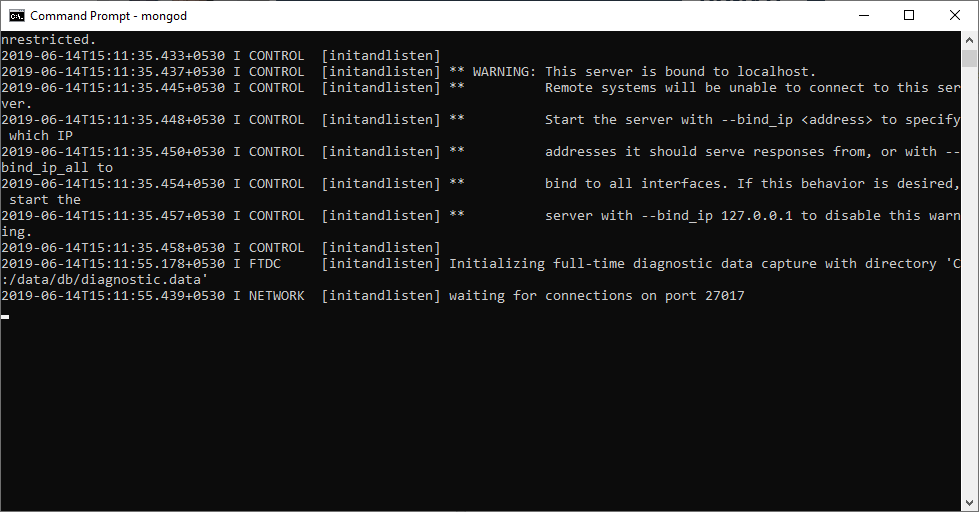 Command Prompt - mongod
nrestricted.
2019-06-14T15:11:35.433+0530 I CONTROL  [initandlisten]
2019-06-14T15:11:35.437+0530 I CONTROL  [initandlisten] ** WARNING: This server is bound to localhost.
2019-06-14T15:11:35.445+0530 I CONTROL  [initandlisten] **          Remote systems will be unable to connect to this ser
ver.
2019-06-14T15:11:35.448+0530 I CONTROL  [initandlisten] **          Start the server with --bind_ip <address> to specify
 which IP
2019-06-14T15:11:35.450+0530 I CONTROL  [initandlisten] **          addresses it should serve responses from, or with --
bind_ip_all to
2019-06-14T15:11:35.454+0530 I CONTROL  [initandlisten] **          bind to all interfaces. If this behavior is desired,
 start the
2019-06-14T15:11:35.457+0530 I CONTROL  [initandlisten] **          server with --bind_ip 127.0.0.1 to disable this warn
ing.
2019-06-14T15:11:35.458+0530 I CONTROL  [initandlisten]
2019-06-14T15:11:55.178+0530 I FTDC     [initandlisten] Initializing full-time diagnostic data capture with directory 'C
:/data/db/diagnostic.data'
2019-06-14T15:11:55.439+0530 I NETWORK  [initandlisten] waiting for connections on port 27017